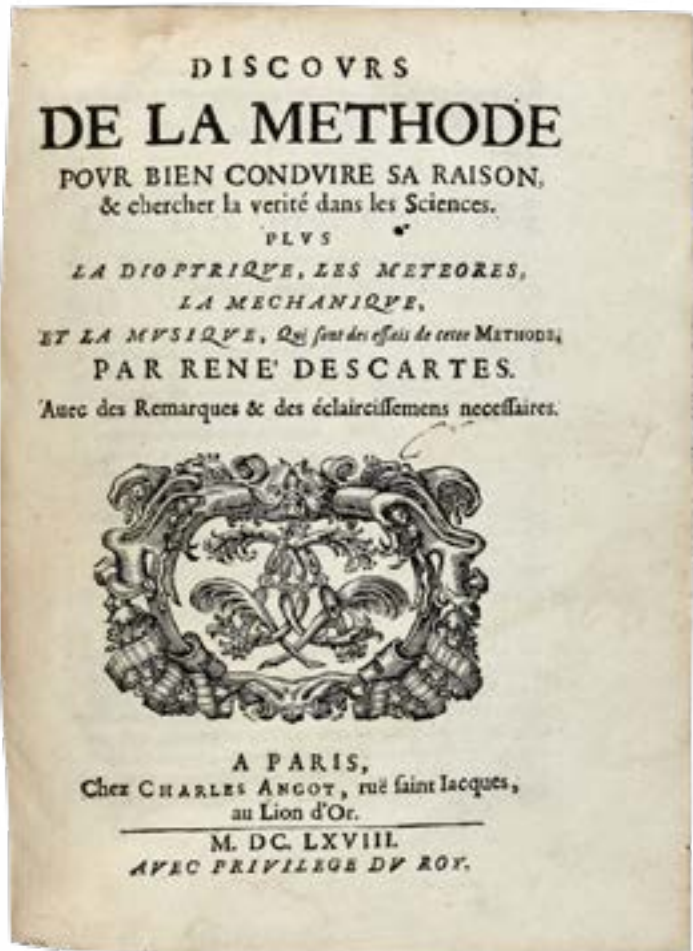 DISCOVRS
DE LA METHODE
POVR BIEN CONDVIRE SA RAISON,
& chercher la verité dans les Sciences.
PLVS
LA DIOPTRIQVE, LES METEORES,
LA MECHANIQVE,
ET LA MVSIQVE, Qui ſont des eſſais de cette METHODE,
PAR RENE' DESCARTES.
Auec des Remarques & des éclairciſſemens neceſſaires.
A PARIS,
Chez CHARLES ANGOT, ruë ſaint Iacques,
au Lion d'Or.
M. DC. LXVIII.
AVEC PRIVILEGE DV ROY.